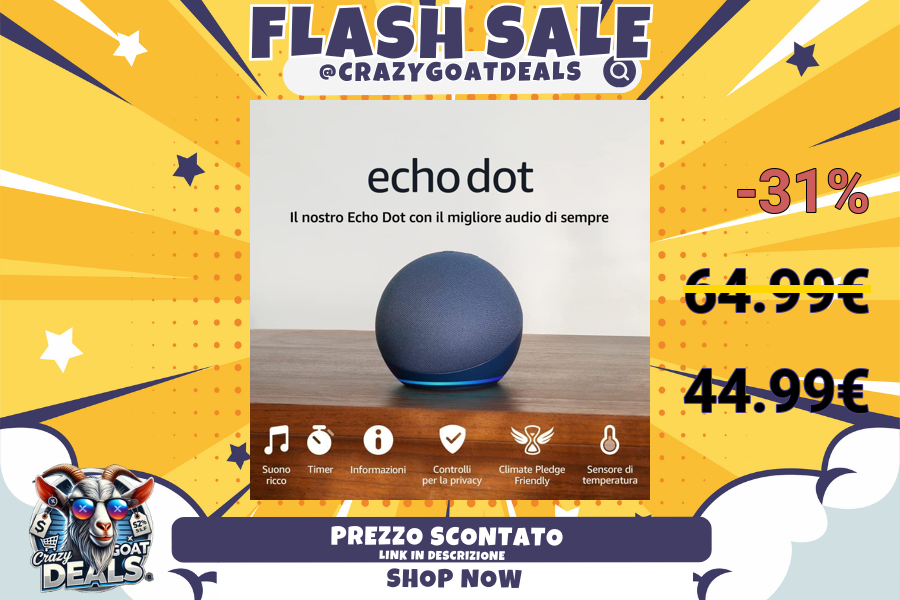 FLASH SALE
@CRAZYGOATDEALS
echo dot
Il nostro Echo Dot con il migliore audio di sempre
-31%
64.99€
44.99€
Suono ricco
Timer
Informazioni
Controlli per la privacy
Climate Pledge Friendly
Sensore di temperatura
$
52%
Crazy
GOAT
DEALS
PREZZO SCONTATO
LINK IN DESCRIZIONE
SHOP NOW